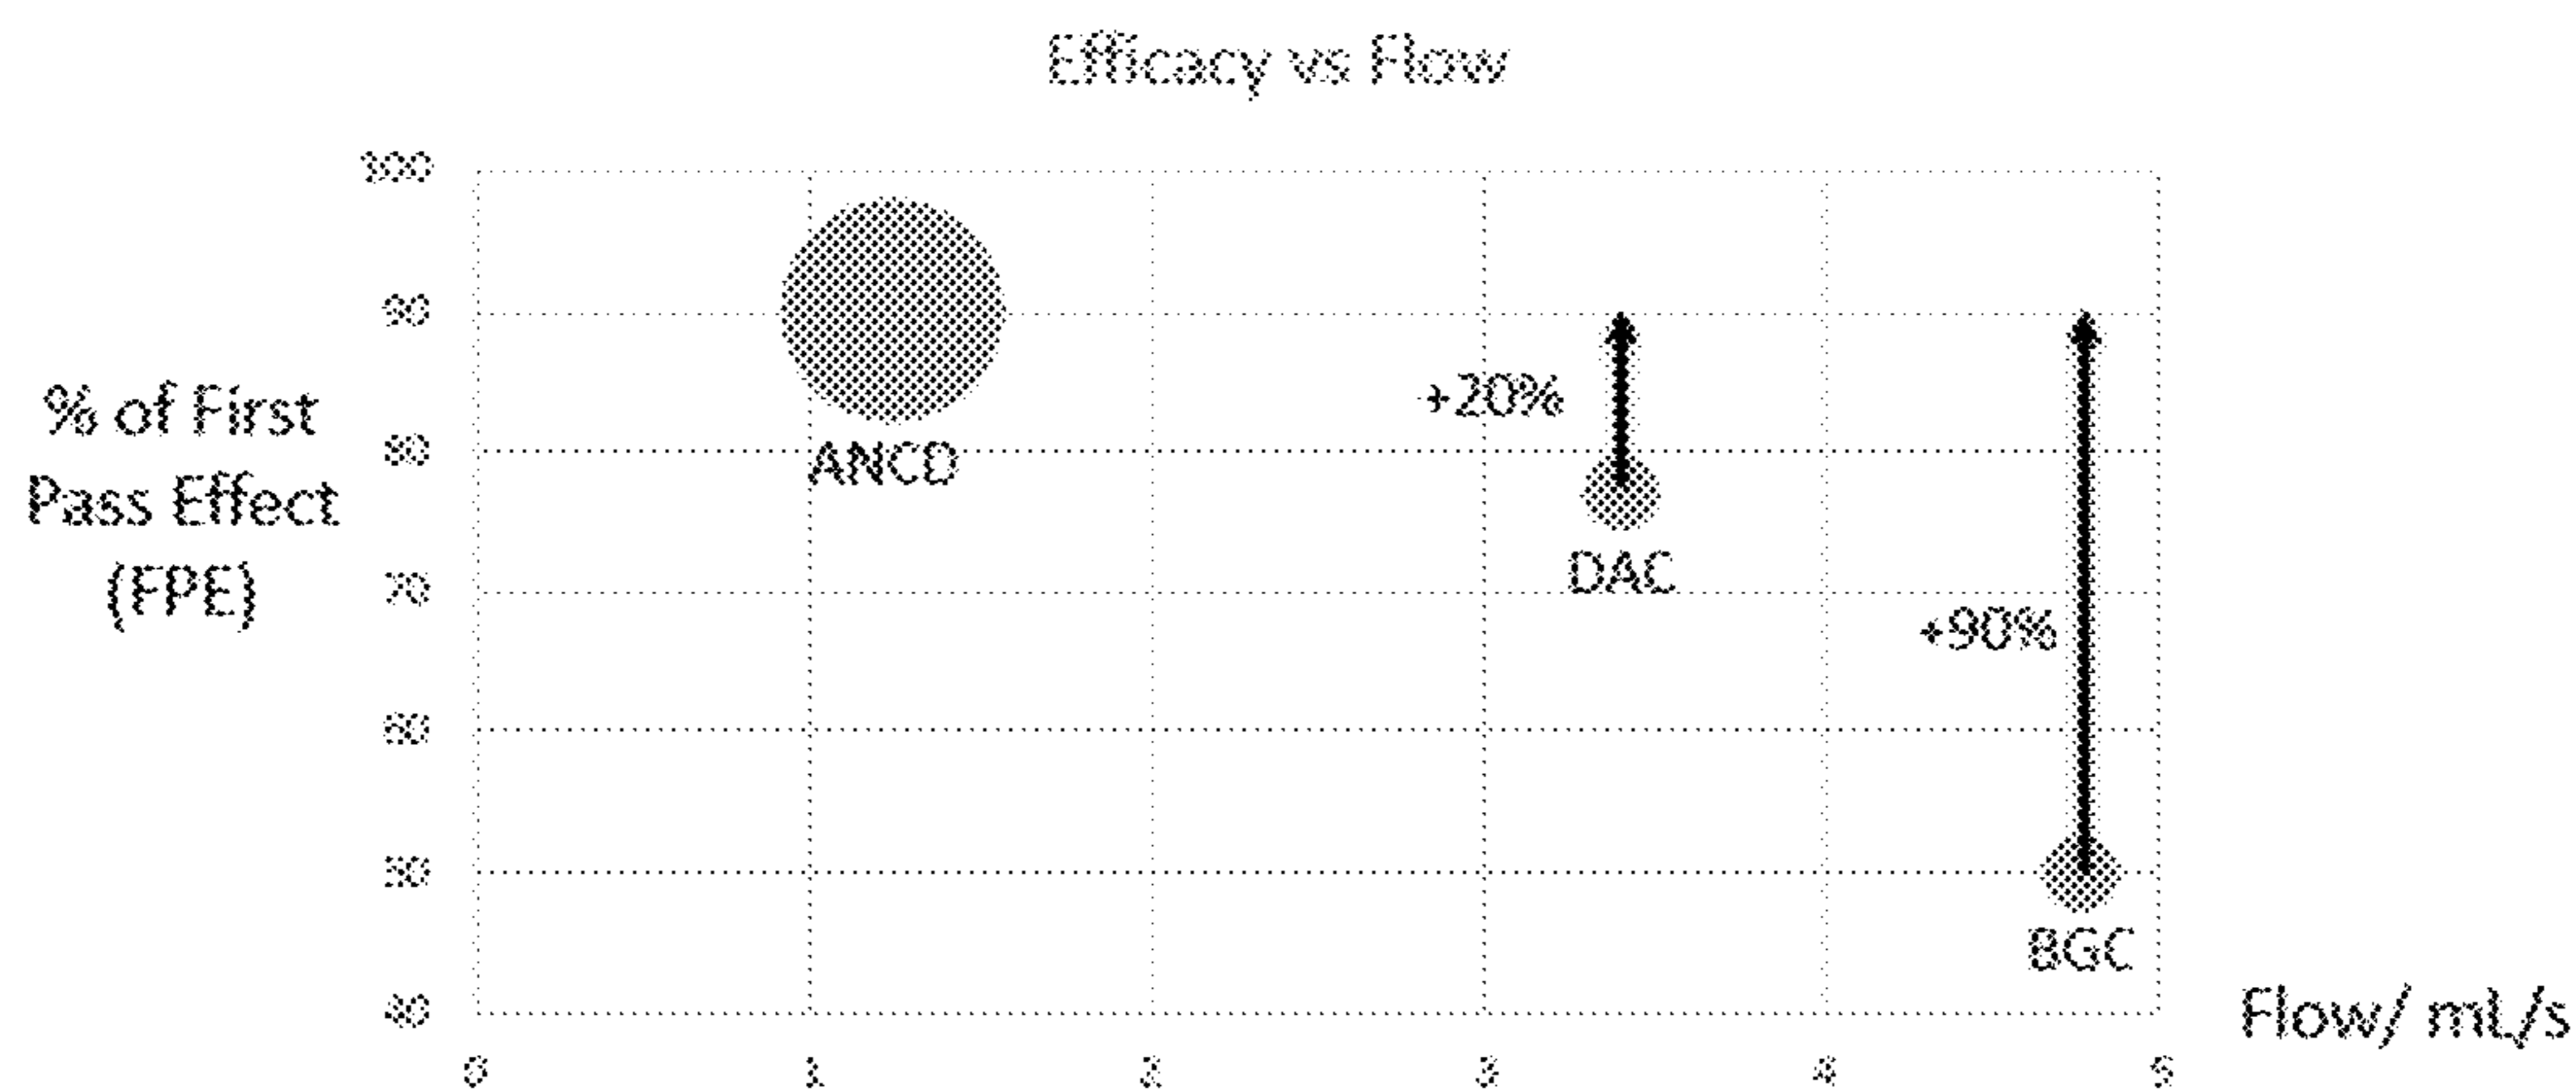 Efficacy vs Flow
100
90
80
70
60
50
40
% of First
Pass Effect
(FPE)
ANCD
+20%
DAC
+90%
BGC
0 1 2 3 4 5
Flow/ mL/s